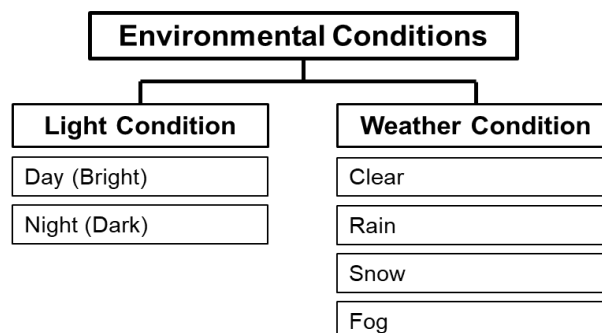 Environmental Conditions
Light Condition
Day (Bright)
Night (Dark)
Weather Condition
Clear
Rain
Snow
Fog